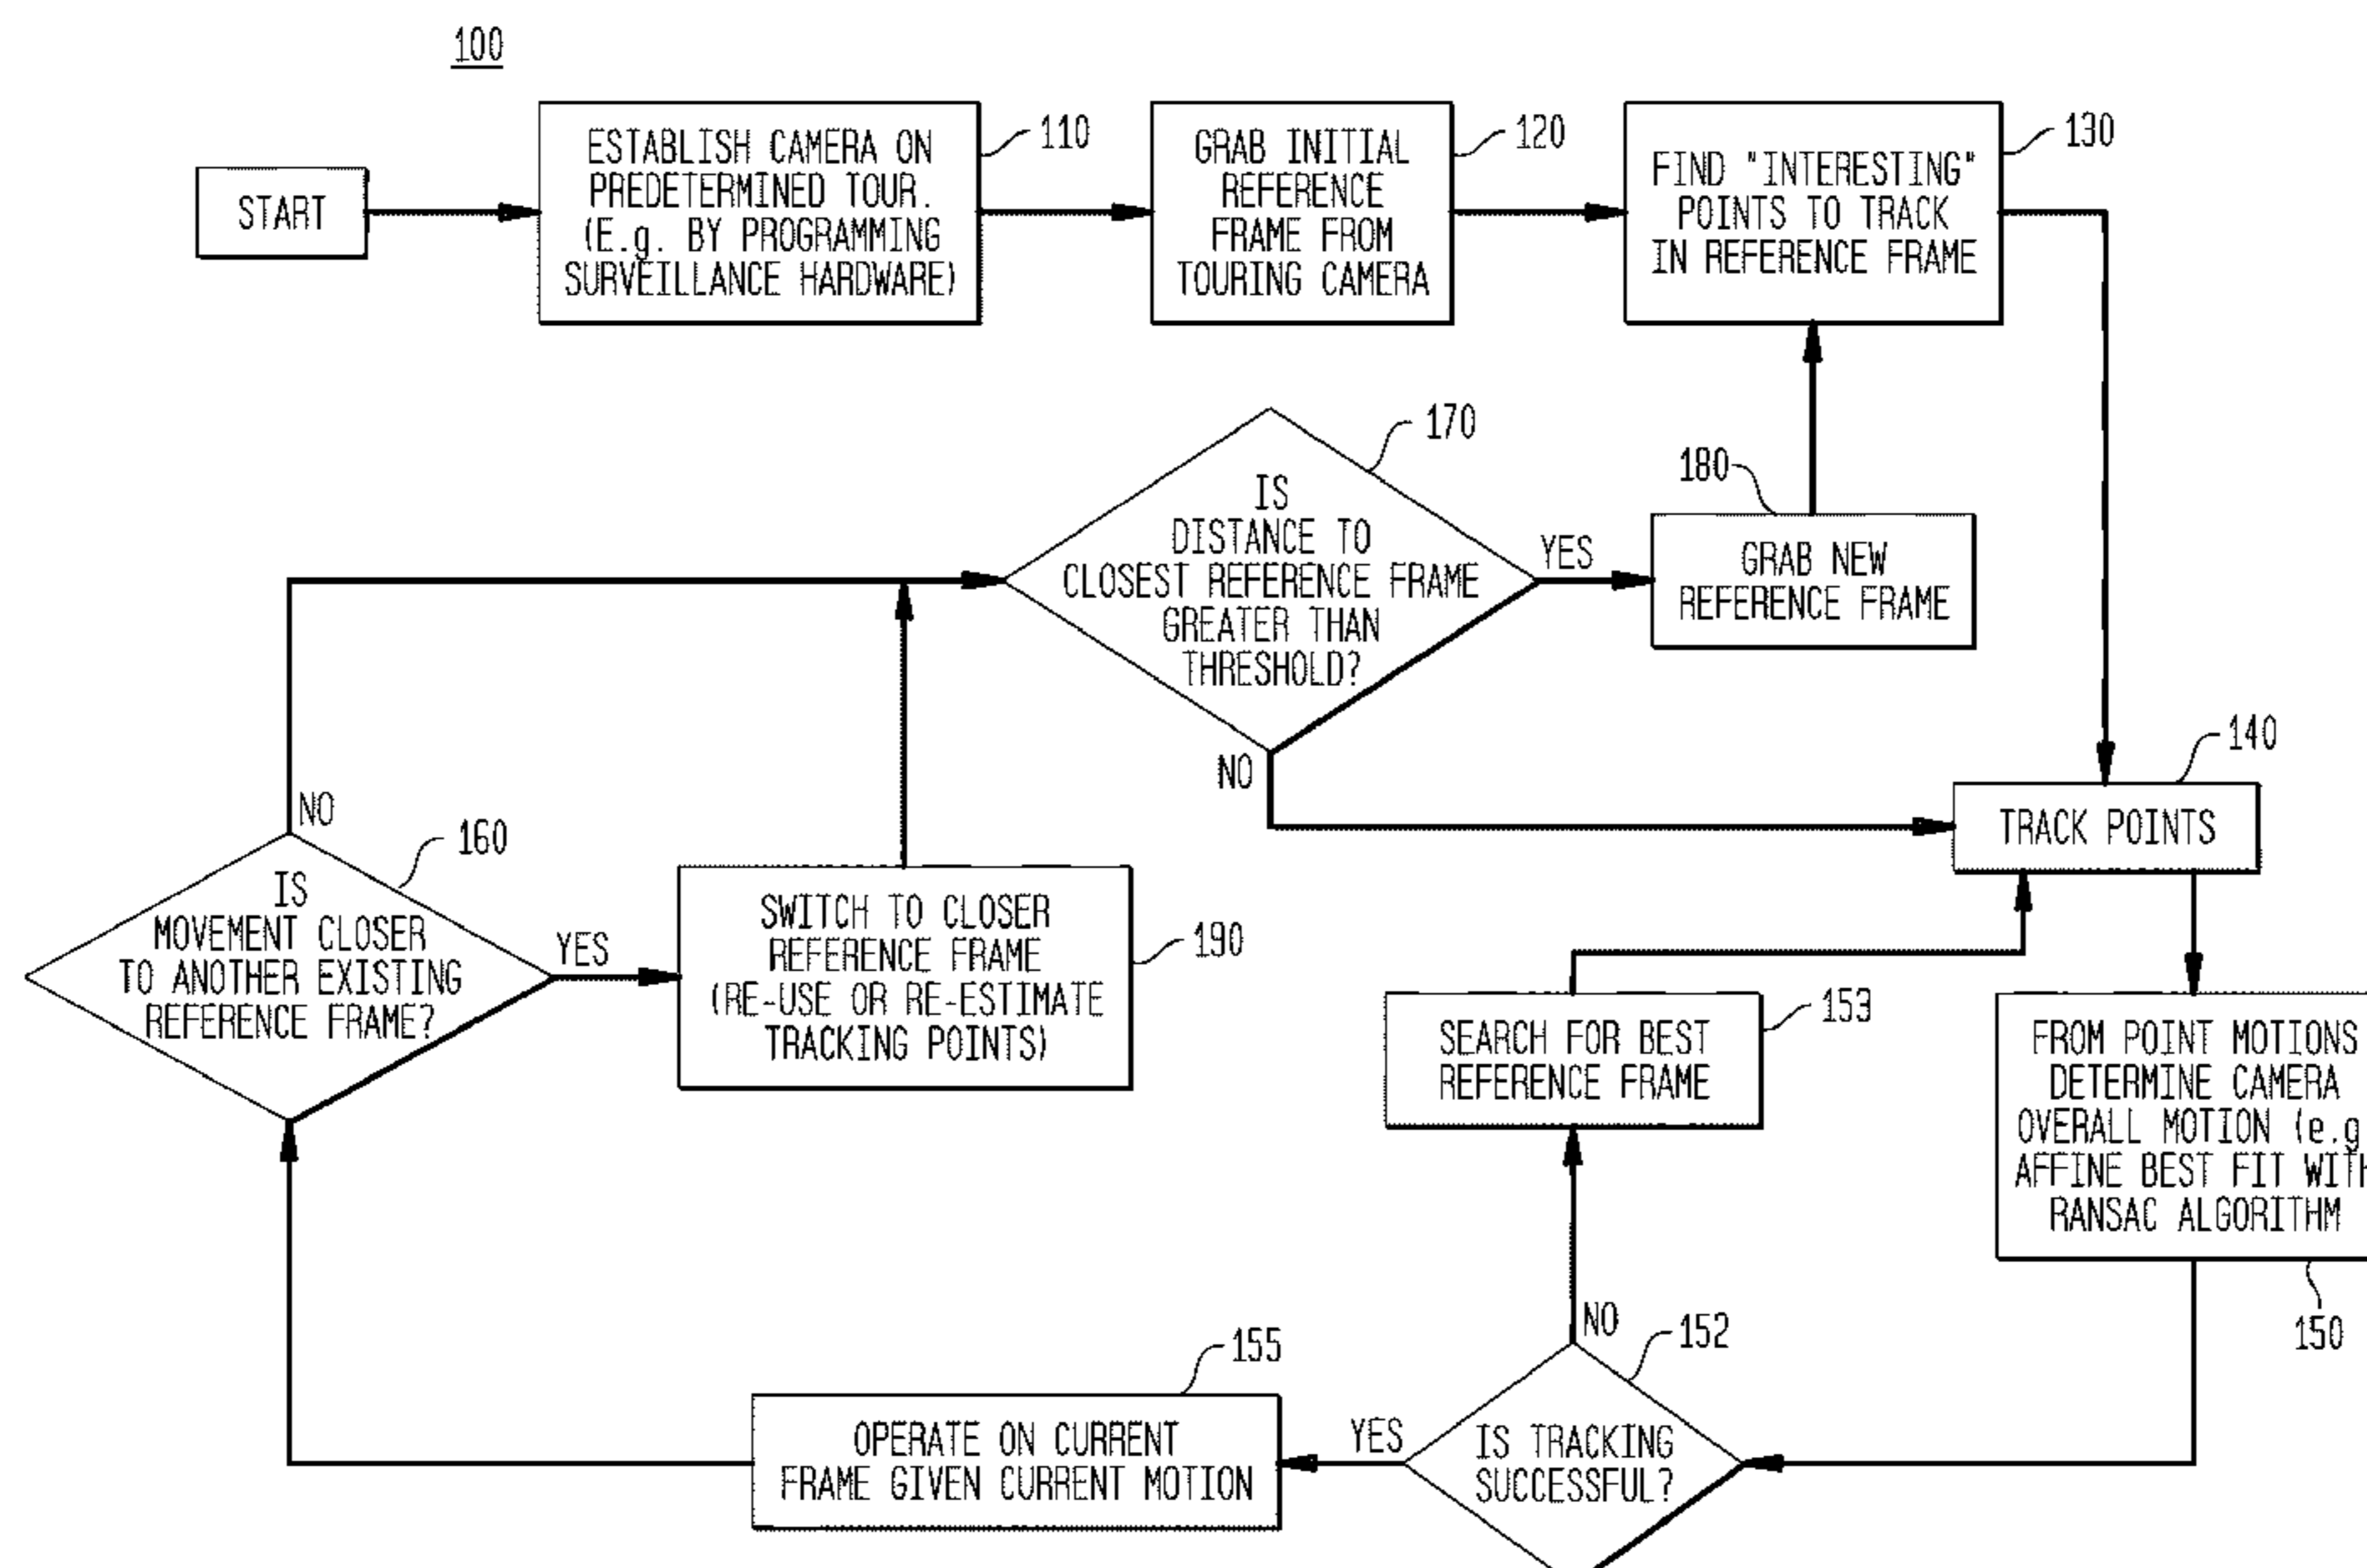 100
START
ESTABLISH CAMERA ON
PREDETERMINED TOUR.
(E.g. BY PROGRAMMING
SURVEILLANCE HARDWARE)
110
GRAB INITIAL
REFERENCE
FRAME FROM
TOURING CAMERA
120
FIND "INTERESTING"
POINTS TO TRACK
IN REFERENCE FRAME
130
IS
DISTANCE TO
CLOSEST REFERENCE FRAME
GREATER THAN
THRESHOLD?
170
YES
NO
180
GRAB NEW
REFERENCE FRAME
140
TRACK POINTS
NO
160
IS
MOVEMENT CLOSER
TO ANOTHER EXISTING
REFERENCE FRAME?
YES
SWITCH TO CLOSER
REFERENCE FRAME
(RE-USE OR RE-ESTIMATE
TRACKING POINTS)
190
SEARCH FOR BEST
REFERENCE FRAME
153
FROM POINT MOTIONS
DETERMINE CAMERA
OVERALL MOTION (e.g
AFFINE BEST FIT WITH
RANSAC ALGORITHM
150
NO
152
IS TRACKING
SUCCESSFUL?
YES
155
OPERATE ON CURRENT
FRAME GIVEN CURRENT MOTION